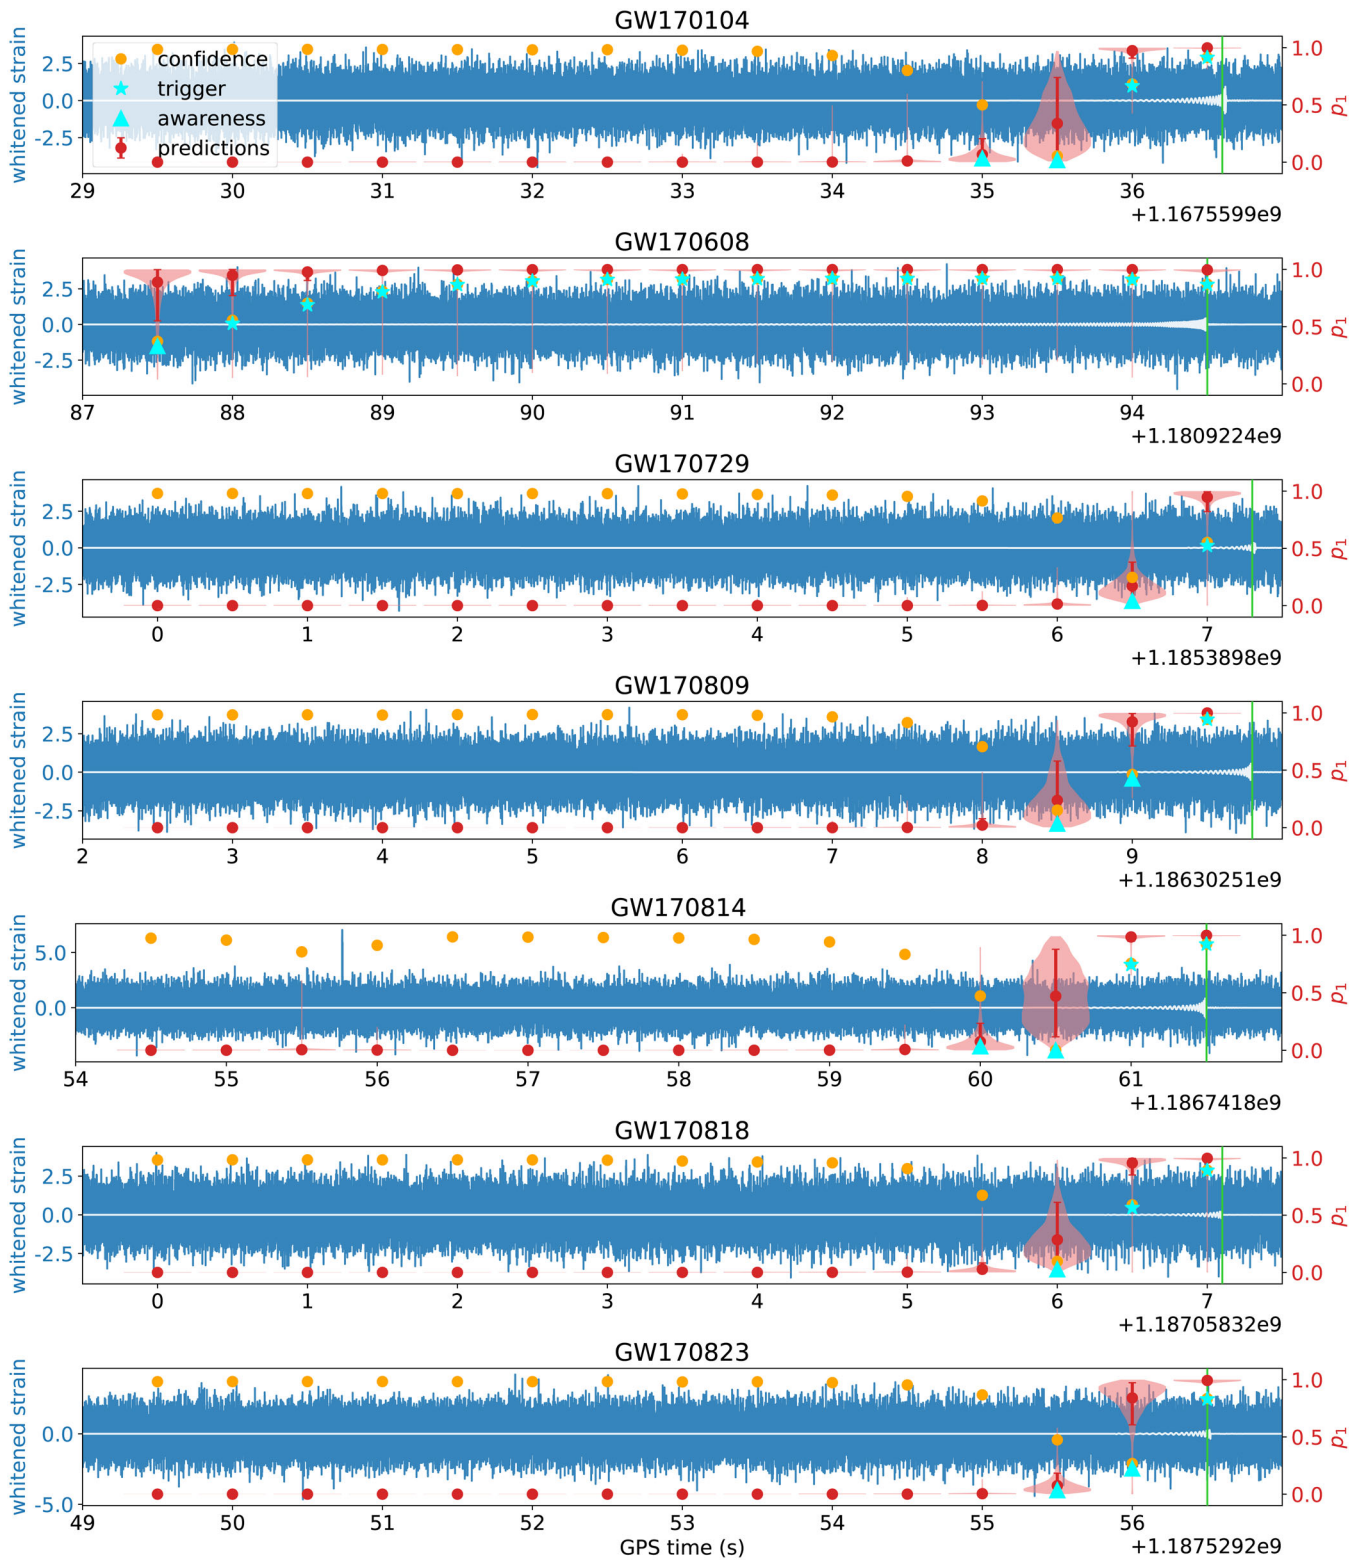 GW170104
whitened strain
2.5
0.0
-2.5
confidence
trigger
awareness
predictions
1.0
0.5
0.0
p1
29 30 31 32 33 34 35 36
+1.1675599e9
GW170608
whitened strain
2.5
0.0
-2.5
1.0
0.5
0.0
p1
87 88 89 90 91 92 93 94
+1.1809224e9
GW170729
whitened strain
2.5
0.0
-2.5
1.0
0.5
0.0
p1
0 1 2 3 4 5 6 7
+1.1853898e9
GW170809
whitened strain
2.5
0.0
-2.5
1.0
0.5
0.0
p1
2 3 4 5 6 7 8 9
+1.18630251e9
GW170814
whitened strain
5.0
0.0
1.0
0.5
0.0
p1
54 55 56 57 58 59 60 61
+1.1867418e9
GW170818
whitened strain
2.5
0.0
-2.5
1.0
0.5
0.0
p1
0 1 2 3 4 5 6 7
+1.18705832e9
GW170823
whitened strain
0.0
-5.0
1.0
0.5
0.0
p1
49 50 51 52 53 54 55 56
GPS time (s)
+1.1875292e9